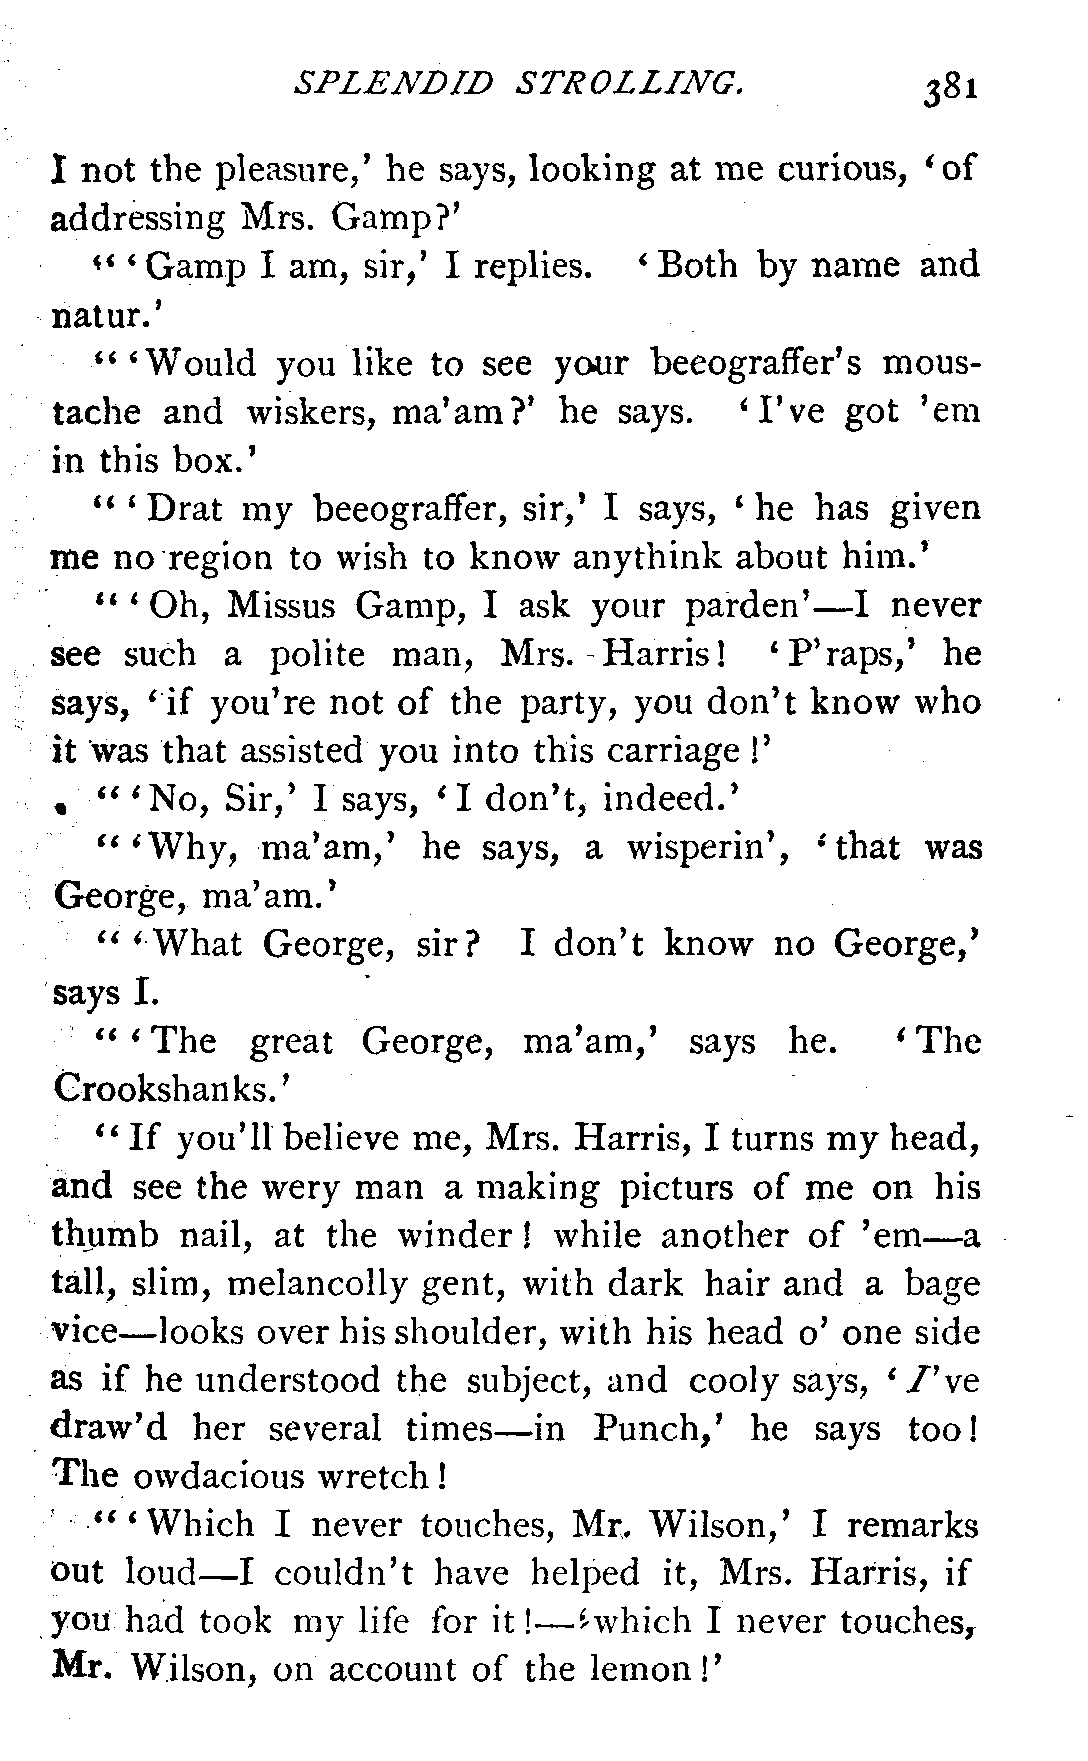 SPLENDID STROLLING. 381
I not the pleasure,' he says, looking at me curious, 'of
addressing Mrs. Gamp?'
" 'Gamp I am, sir,' I replies. 'Both by name and
natur.'
" 'Would you like to see your beeograffer's mous-
tache and wiskers, ma'am?' he says. 'I've got 'em
in this box.'
" 'Drat my beeograffer, sir,' I says, 'he has given
me no region to wish to know anythink about him.'
" 'Oh, Missus Gamp, I ask your parden'—I never
see such a polite man, Mrs. Harris! 'P'raps,' he
says, 'if you're not of the party, you don't know who
it was that assisted you into this carriage!'
" 'No, Sir,' I says, 'I don't, indeed.'
" 'Why, ma'am,' he says, a wisperin', 'that was
George, ma'am.'
" 'What George, sir? I don't know no George,'
says I.
" 'The great George, ma'am,' says he. 'The
Crookshanks.'
"If you'll believe me, Mrs. Harris, I turns my head,
and see the wery man a making picturs of me on his
thumb nail, at the winder! while another of 'em—a
tall, slim, melancolly gent, with dark hair and a bage
vice—looks over his shoulder, with his head o' one side
as if he understood the subject, and cooly says, 'I've
draw'd her several times—in Punch,' he says too!
The owdacious wretch!
" 'Which I never touches, Mr. Wilson,' I remarks
out loud—I couldn't have helped it, Mrs. Harris, if
you had took my life for it!—'which I never touches,
Mr. Wilson, on account of the lemon!'